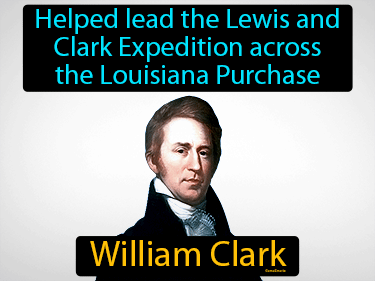 Helped lead the Lewis and
Clark Expedition across
the Louisiana Purchase
William Clark